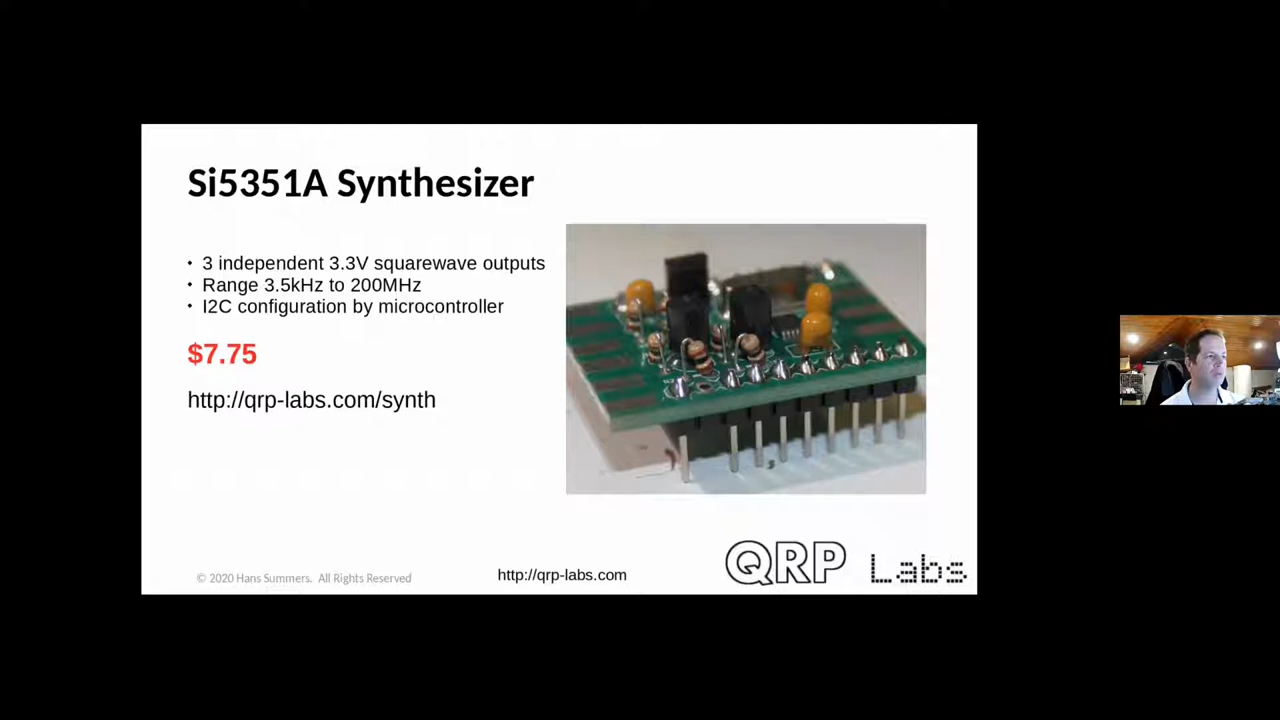 Si5351A Synthesizer
• 3 independent 3.3V squarewave outputs
• Range 3.5kHz to 200MHz
• I2C configuration by microcontroller
$7.75
http://qrp-labs.com/synth
© 2020 Hans Summers. All Rights Reserved
http://qrp-labs.com
QRP Labs